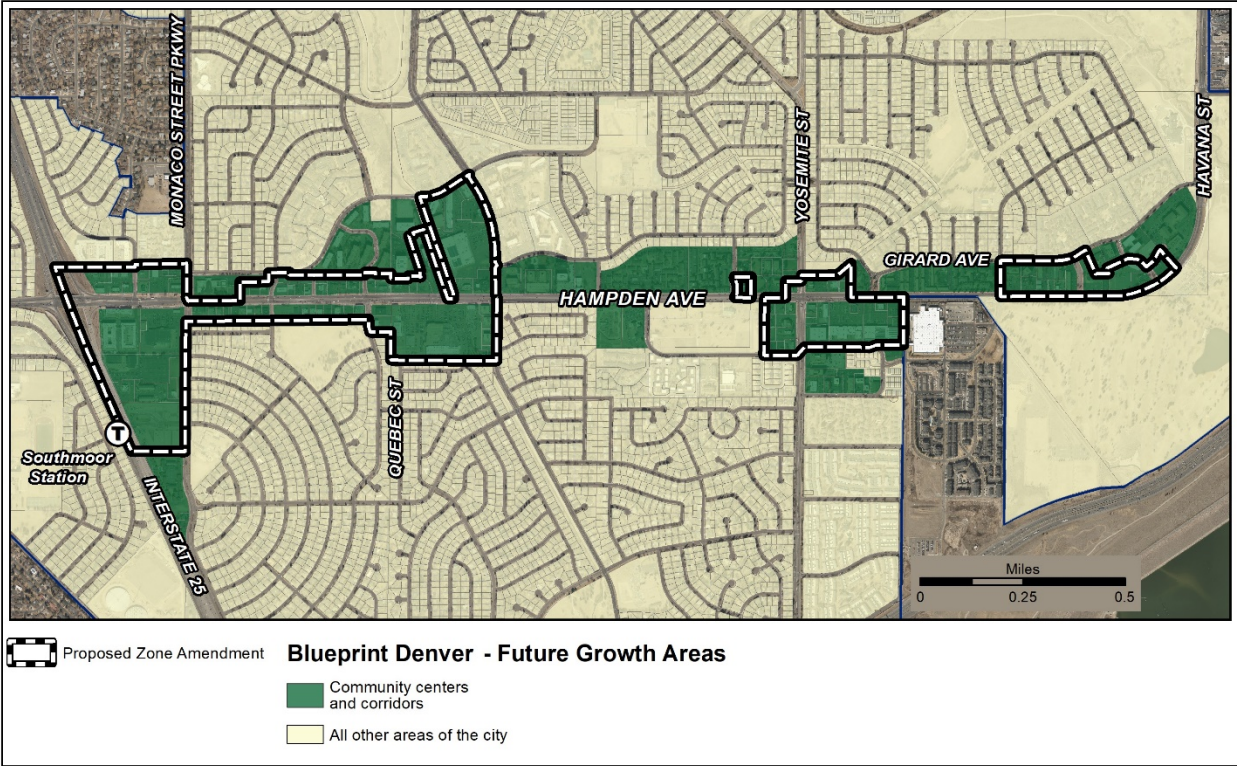 MONACO STREET PKWY
YOSEMITE ST
HAVANA ST
GIRARD AVE
HAMPDEN AVE
QUEBEC ST
T
Southmoor
Station
INTERSTATE 25
Miles
0 0.25 0.5
Proposed Zone Amendment
Blueprint Denver - Future Growth Areas
Community centers
and corridors
All other areas of the city